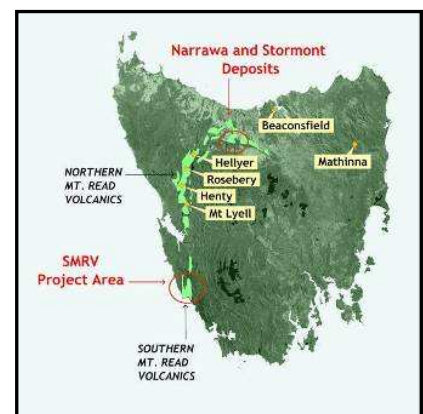 Narrawa and Stormont
Deposits
Beaconsfield
Mathinna
Hellyer
Rosebery
Henty
Mt Lyell
NORTHERN
MT. READ
VOLCANICS
SMRV
Project Area
SOUTHERN
MT. READ
VOLCANICS